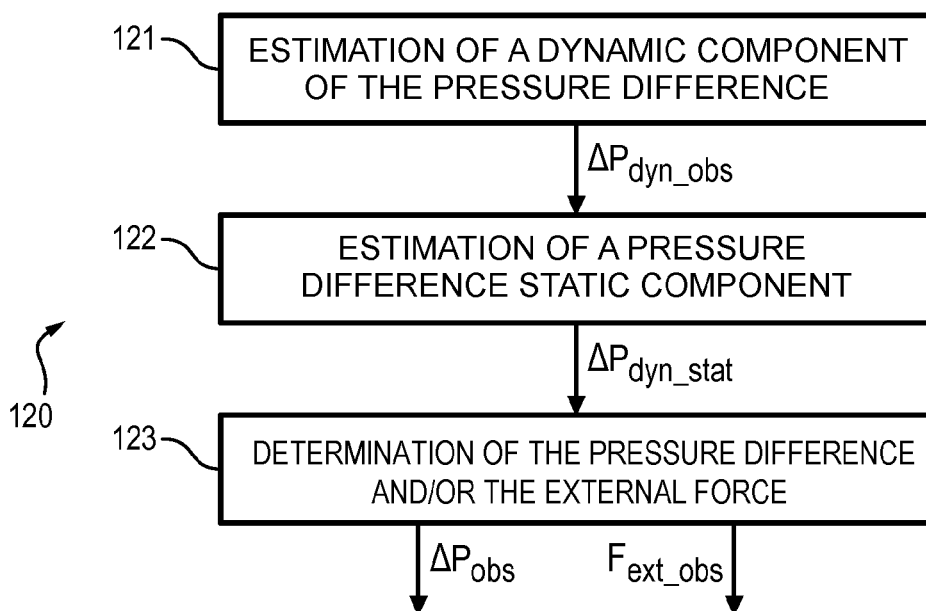 121
ESTIMATION OF A DYNAMIC COMPONENT
OF THE PRESSURE DIFFERENCE
ΔPdyn_obs
122
ESTIMATION OF A PRESSURE
DIFFERENCE STATIC COMPONENT
ΔPdyn_stat
120
123
DETERMINATION OF THE PRESSURE DIFFERENCE
AND/OR THE EXTERNAL FORCE
ΔPobs
Fext_obs